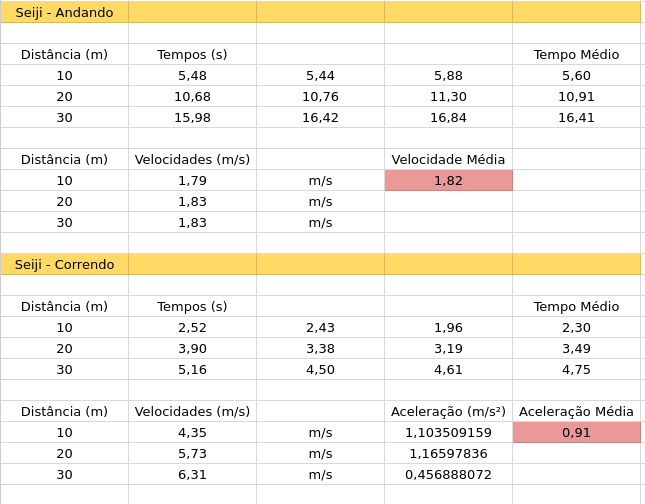 Seiji - Andando
Distância (m) Tempos (s) Tempo Médio
10 5,48 5,44 5,88 5,60
20 10,68 10,76 11,30 10,91
30 15,98 16,42 16,84 16,41
Distância (m) Velocidades (m/s) Velocidade Média
10 1,79 m/s 1,82
20 1,83 m/s
30 1,83 m/s
Seiji - Correndo
Distância (m) Tempos (s) Tempo Médio
10 2,52 2,43 1,96 2,30
20 3,90 3,38 3,19 3,49
30 5,16 4,50 4,61 4,75
Distância (m) Velocidades (m/s) Aceleração (m/s²) Aceleração Média
10 4,35 m/s 1,103509159 0,91
20 5,73 m/s 1,16597836
30 6,31 m/s 0,456888072